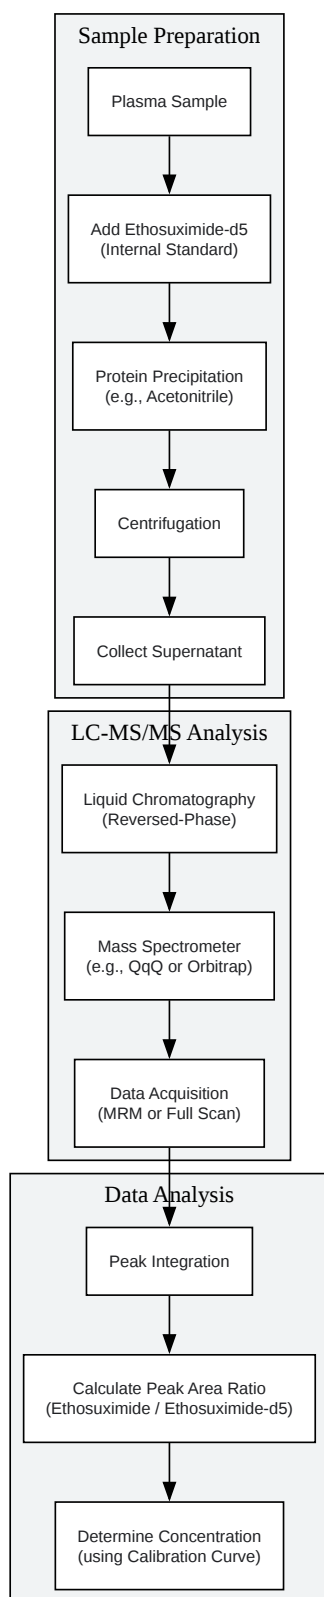 Sample Preparation
Plasma Sample
Add Ethosuximide-d5
(Internal Standard)
Protein Precipitation
(e.g., Acetonitrile)
Centrifugation
Collect Supernatant
LC-MS/MS Analysis
Liquid Chromatography
(Reversed-Phase)
Mass Spectrometer
(e.g., QqQ or Orbitrap)
Data Acquisition
(MRM or Full Scan)
Data Analysis
Peak Integration
Calculate Peak Area Ratio
(Ethosuximide / Ethosuximide-d5)
Determine Concentration
(using Calibration Curve)